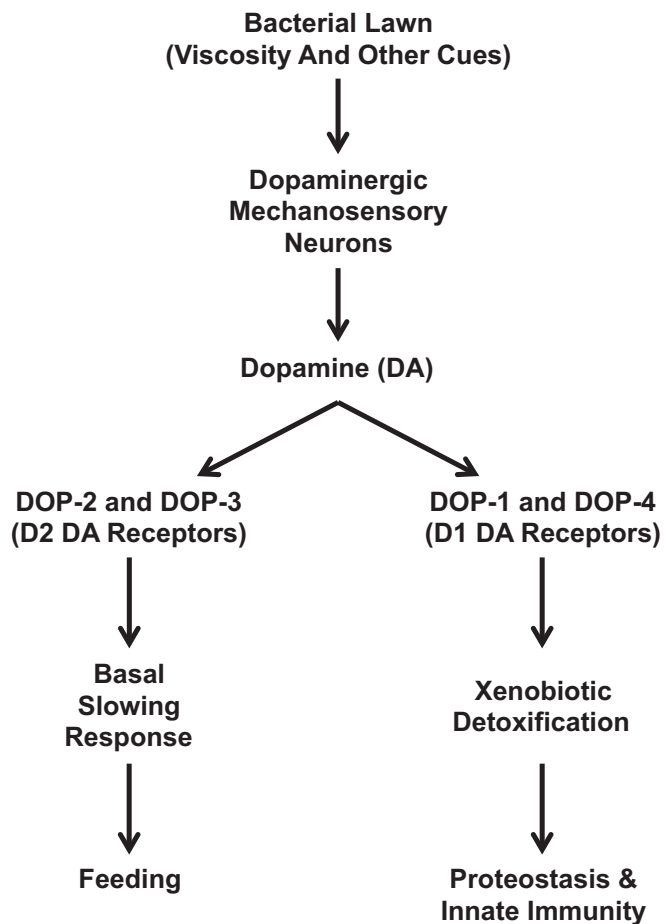 Bacterial Lawn
(Viscosity And Other Cues)
Dopaminergic
Mechanosensory
Neurons
Dopamine (DA)
DOP-2 and DOP-3
(D2 DA Receptors)
DOP-1 and DOP-4
(D1 DA Receptors)
Basal
Slowing
Response
Xenobiotic
Detoxification
Feeding
Proteostasis &
Innate Immunity